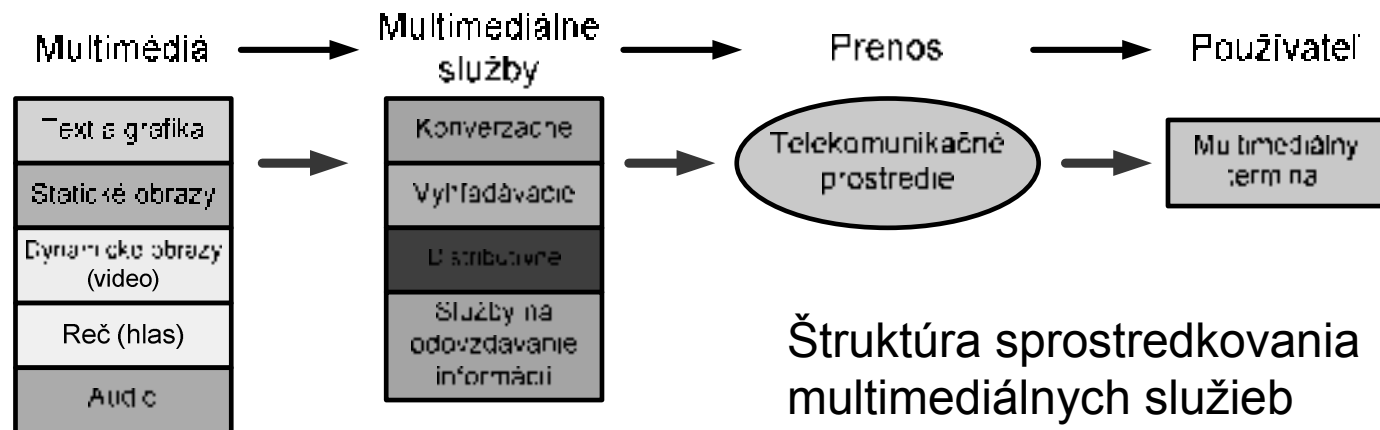 Multimédiá
Multimediálne
služby
Prenos
Používateľ
Text a grafika
Statické obrazy
Dynamické obrazy
(video)
Reč (hlas)
Audio
Konverzačné
Vyhľadávacie
Distributívne
Služby na
odovzdávanie
informácií
Telekomunikačné
prostredie
Multimediálny
terminal
Štruktúra sprostredkovania
multimediálnych služieb